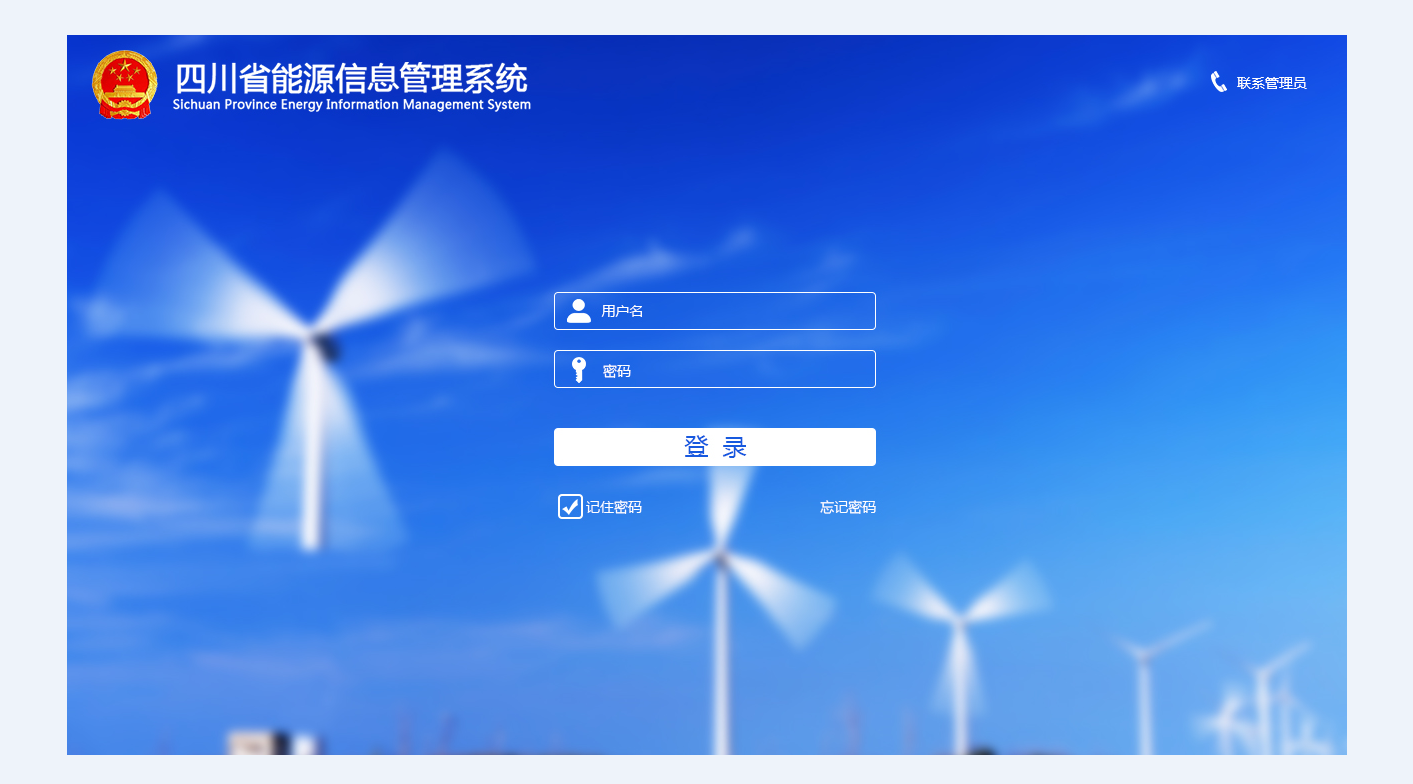 四川省能源信息管理系统
Sichuan Province Energy Information Management System
联系管理员
用户名
密码
登 录
记住密码 忘记密码